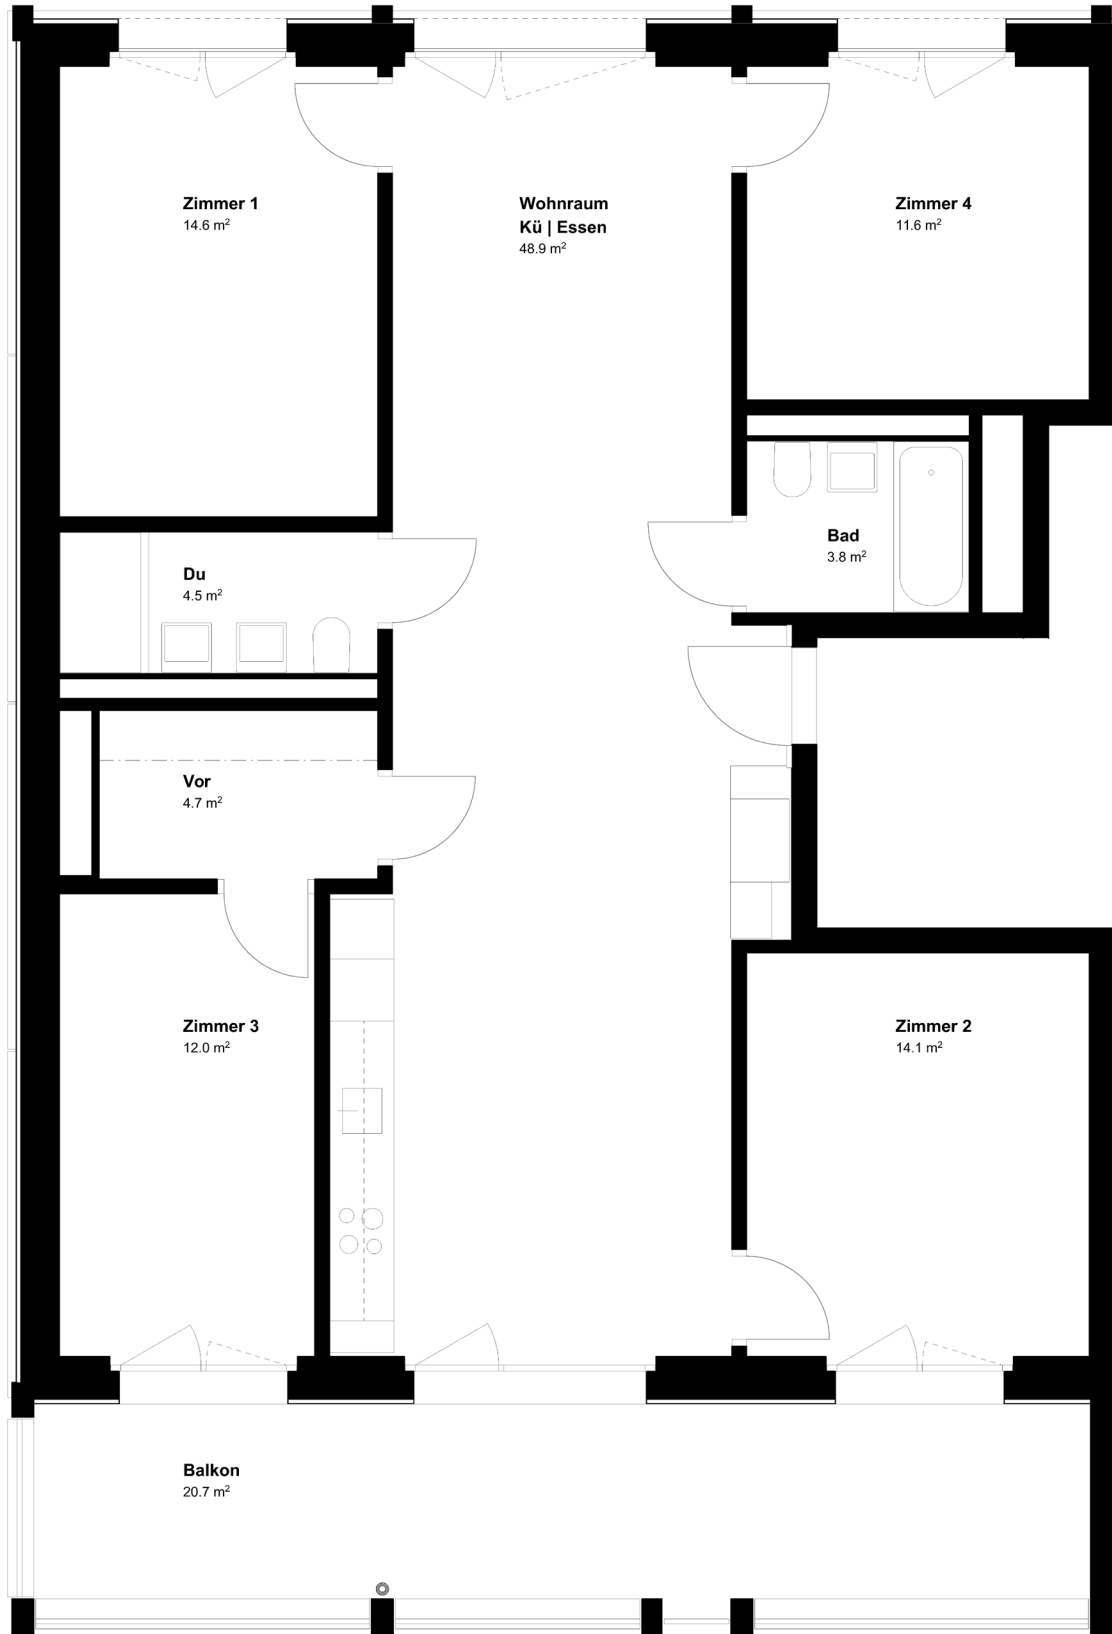 Zimmer 1
14.6 m²
Wohnraum
Kü | Essen
48.9 m²
Zimmer 4
11.6 m²
Bad
3.8 m²
Du
4.5 m²
Vor
4.7 m²
Zimmer 3
12.0 m²
Zimmer 2
14.1 m²
Balkon
20.7 m²